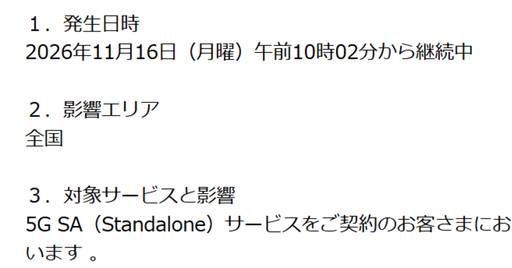 １．発生日時
2026年11月16日（月曜）午前10時02分から継続中
２．影響エリア
全国
３．対象サービスと影響
5G SA（Standalone）サービスをご契約のお客さまにお
います 。